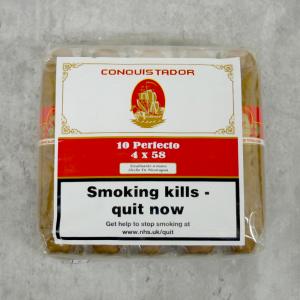 CONQUISTADOR
10 Perfecto
4 x 58
Smoking kills -
quit now
Get help to stop smoking at
www.nhs.uk/quit